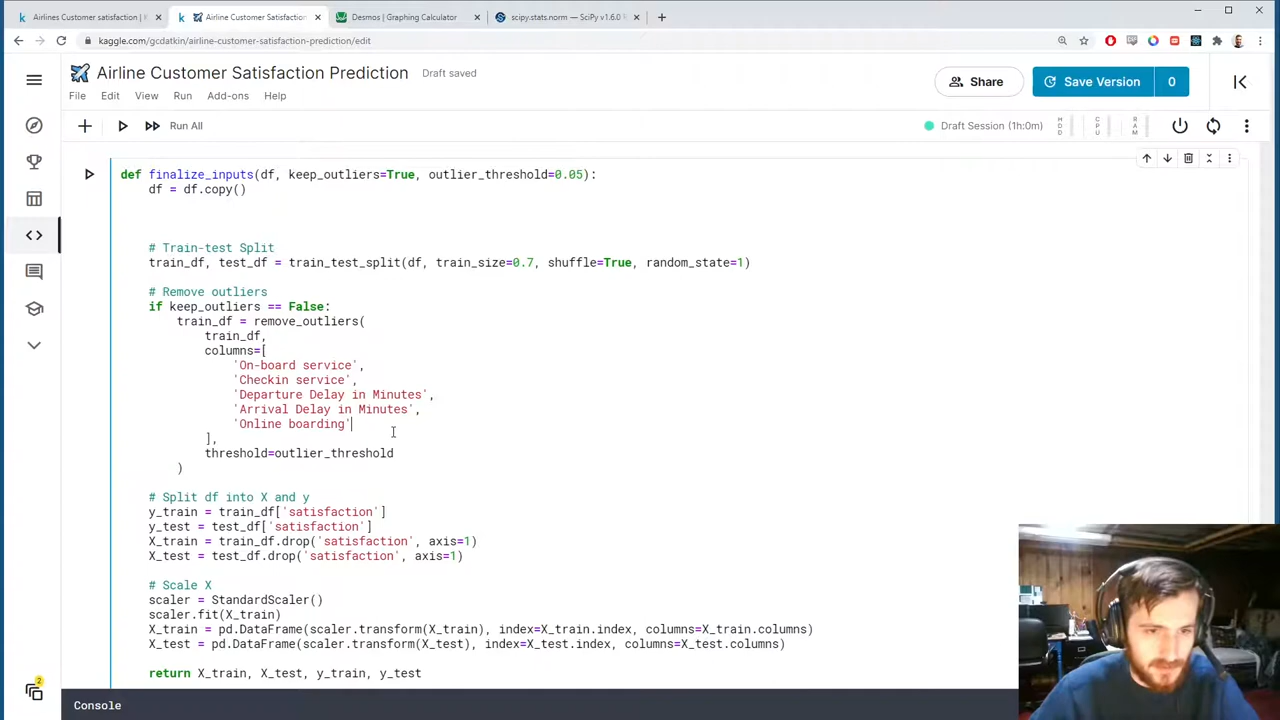 Airlines Customer satisfaction | K
Airline Customer Satisfaction
Desmos | Graphing Calculator
scipy.stats.norm — SciPy v1.6.0
kaggle.com/gcdatkin/airline-customer-satisfaction-prediction/edit
Airline Customer Satisfaction Prediction
Draft saved
Share
Save Version
0
File Edit View Run Add-ons Help
Run All
Draft Session (1h:0m)
HDD
CPU
RAM
def finalize_inputs(df, keep_outliers=True, outlier_threshold=0.05):
df = df.copy()
# Train-test Split
train_df, test_df = train_test_split(df, train_size=0.7, shuffle=True, random_state=1)
# Remove outliers
if keep_outliers == False:
train_df = remove_outliers(
train_df,
columns=[
'On-board service',
'Checkin service',
'Departure Delay in Minutes',
'Arrival Delay in Minutes',
'Online boarding'
],
threshold=outlier_threshold
)
# Split df into X and y
y_train = train_df['satisfaction']
y_test = test_df['satisfaction']
X_train = train_df.drop('satisfaction', axis=1)
X_test = test_df.drop('satisfaction', axis=1)
# Scale X
scaler = StandardScaler()
scaler.fit(X_train)
X_train = pd.DataFrame(scaler.transform(X_train), index=X_train.index, columns=X_train.columns)
X_test = pd.DataFrame(scaler.transform(X_test), index=X_test.index, columns=X_test.columns)
return X_train, X_test, y_train, y_test
2
Console